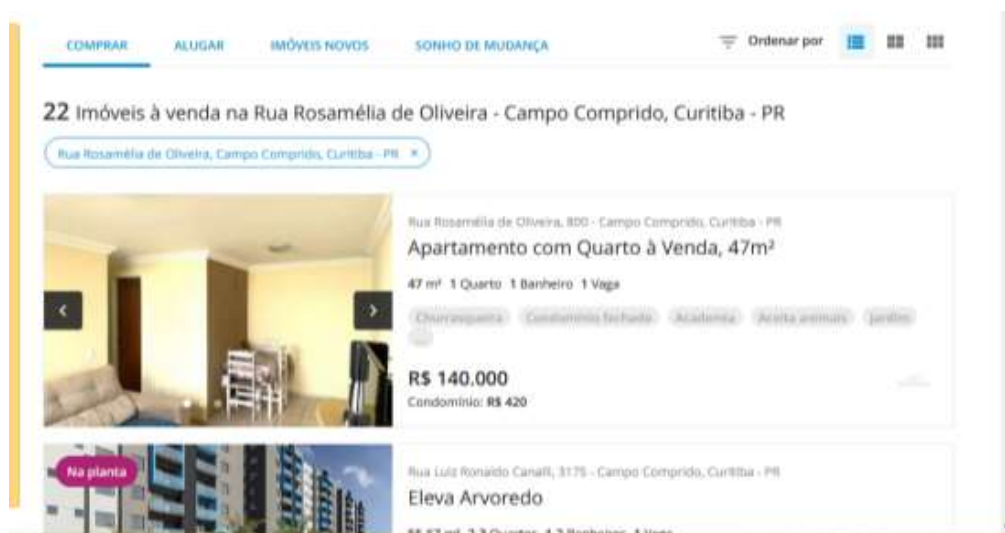 COMPRAR ALUGAR IMÓVEIS NOVOS SONHO DE MUDANÇA Ordenar por
22 Imóveis à venda na Rua Rosamélia de Oliveira - Campo Comprido, Curitiba - PR
Rua Rosamélia de Oliveira, Campo Comprido, Curitiba - PR ×
Rua Rosamélia de Oliveira, 800 - Campo Comprido, Curitiba - PR
Apartamento com Quarto à Venda, 47m²
47 m² 1 Quarto 1 Banheiro 1 Vaga
Churrasqueira Condomínio fechado Academia Aceita animais Jardim
...
R$ 140.000
Condomínio: R$ 420
Na planta
Rua Luiz Ronaldo Canalli, 3175 - Campo Comprido, Curitiba - PR
Eleva Arvoredo